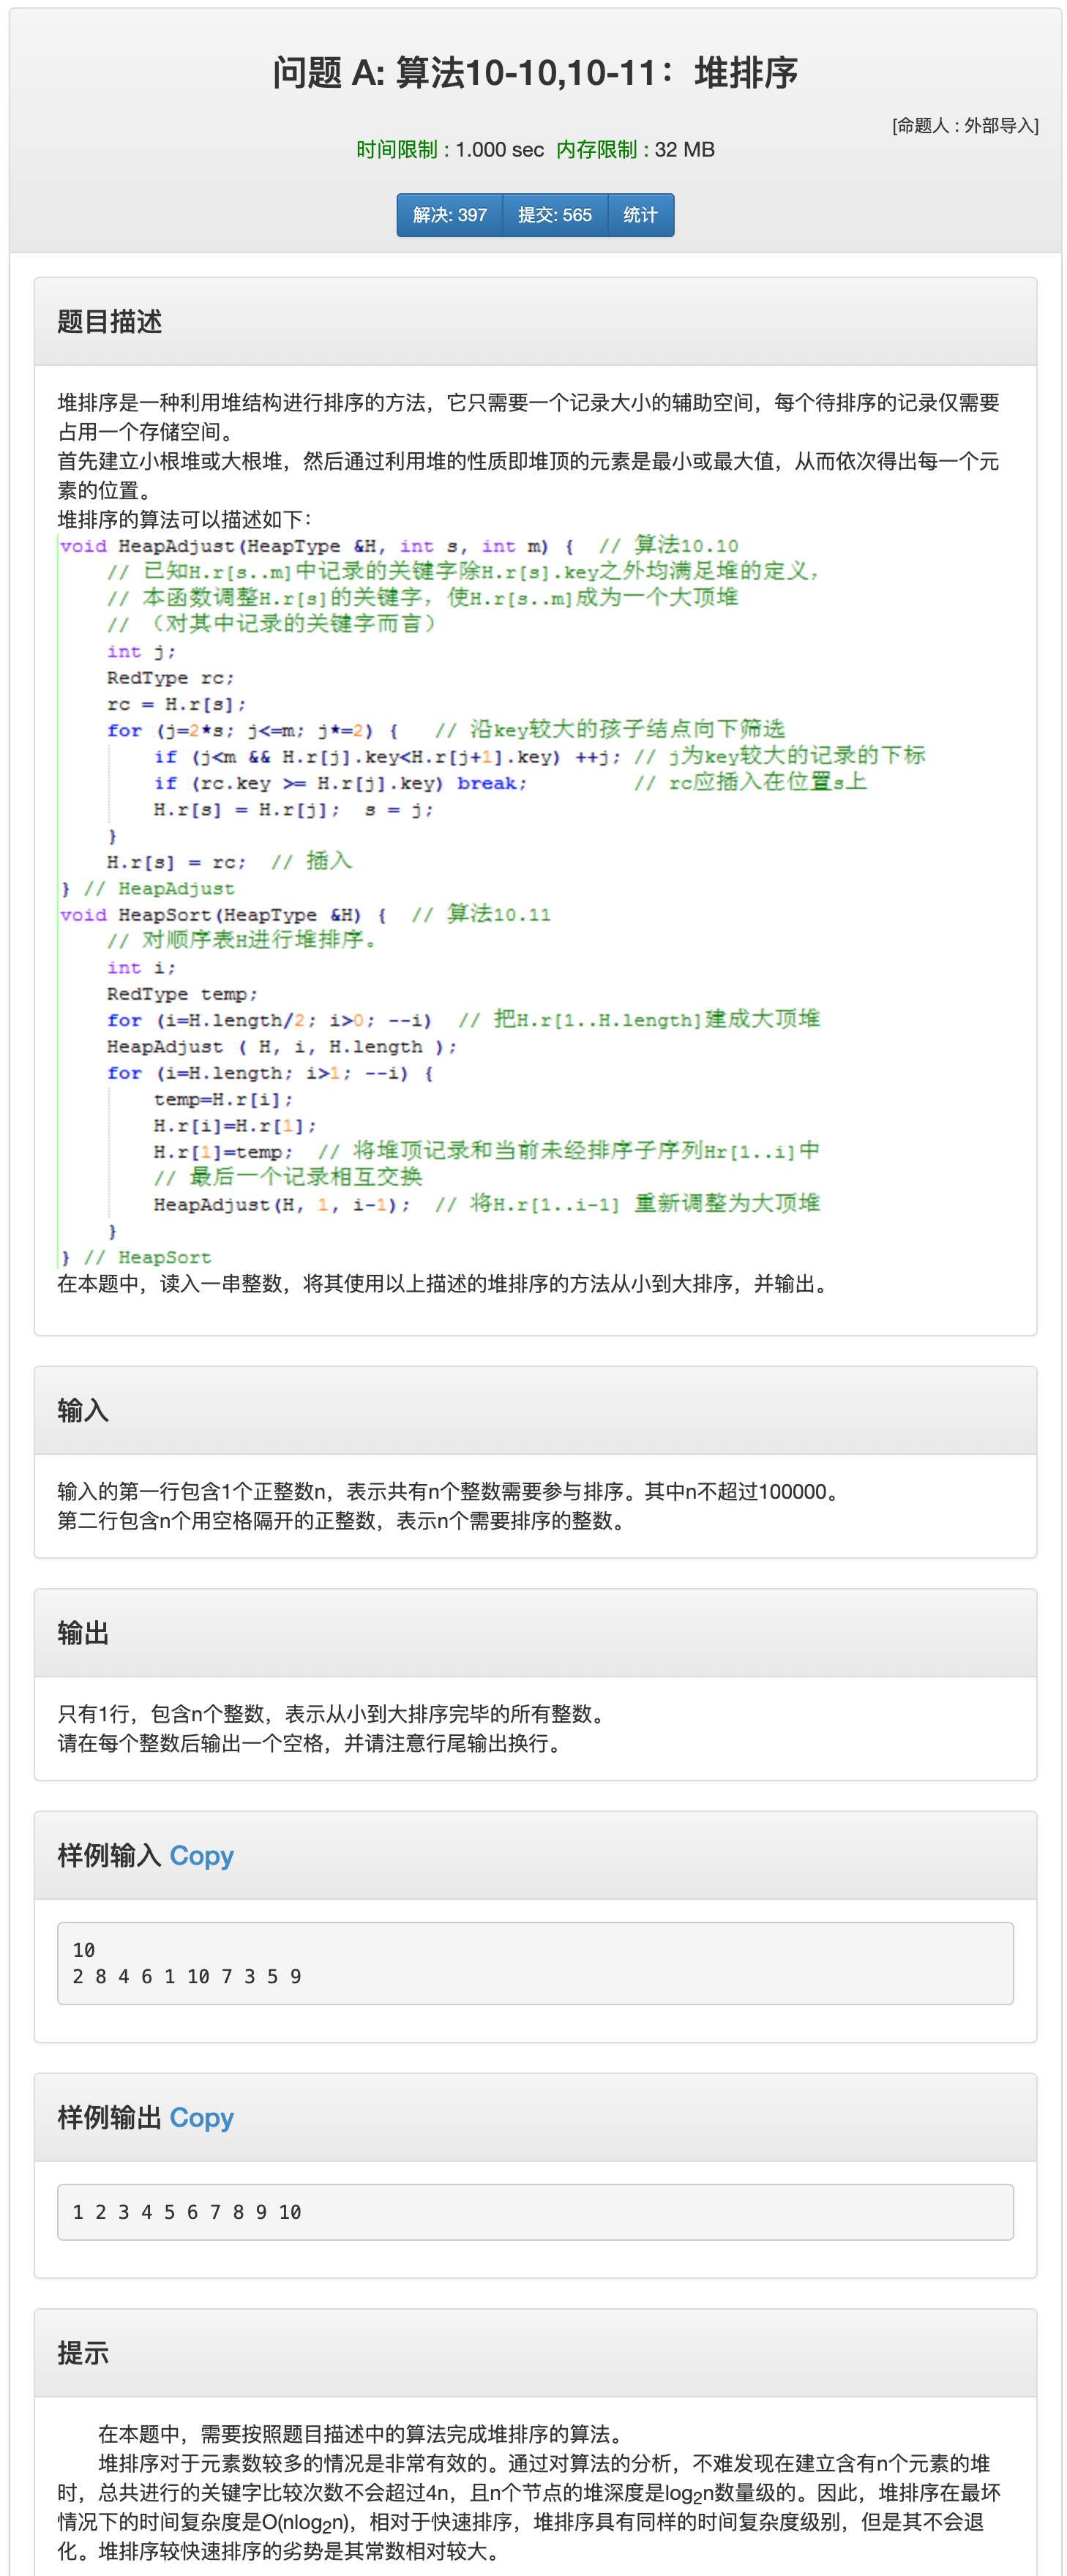 问题 A: 算法10-10,10-11：堆排序
[命题人 : 外部导入]
时间限制 : 1.000 sec 内存限制 : 32 MB
解决: 397 提交: 565 统计
题目描述
堆排序是一种利用堆结构进行排序的方法，它只需要一个记录大小的辅助空间，每个待排序的记录仅需要
占用一个存储空间。
首先建立小根堆或大根堆，然后通过利用堆的性质即堆顶的元素是最小或最大值，从而依次得出每一个元
素的位置。
堆排序的算法可以描述如下：
void HeapAdjust(HeapType &H, int s, int m) { // 算法10.10
// 已知H.r[s..m]中记录的关键字除H.r[s].key之外均满足堆的定义，
// 本函数调整H.r[s]的关键字，使H.r[s..m]成为一个大顶堆
// （对其中记录的关键字而言）
int j;
RedType rc;
rc = H.r[s];
for (j=2*s; j<=m; j*=2) { // 沿key较大的孩子结点向下筛选
if (j<m && H.r[j].key<H.r[j+1].key) ++j; // j为key较大的记录的下标
if (rc.key >= H.r[j].key) break; // rc应插入在位置s上
H.r[s] = H.r[j]; s = j;
}
H.r[s] = rc; // 插入
} // HeapAdjust
void HeapSort(HeapType &H) { // 算法10.11
// 对顺序表H进行堆排序。
int i;
RedType temp;
for (i=H.length/2; i>0; --i) // 把H.r[1..H.length]建成大顶堆
HeapAdjust ( H, i, H.length );
for (i=H.length; i>1; --i) {
temp=H.r[i];
H.r[i]=H.r[1];
H.r[1]=temp; // 将堆顶记录和当前未经排序子序列Hr[1..i]中
// 最后一个记录相互交换
HeapAdjust(H, 1, i-1); // 将H.r[1..i-1] 重新调整为大顶堆
}
} // HeapSort
在本题中，读入一串整数，将其使用以上描述的堆排序的方法从小到大排序，并输出。
输入
输入的第一行包含1个正整数n，表示共有n个整数需要参与排序。其中n不超过100000。
第二行包含n个用空格隔开的正整数，表示n个需要排序的整数。
输出
只有1行，包含n个整数，表示从小到大排序完毕的所有整数。
请在每个整数后输出一个空格，并请注意行尾输出换行。
样例输入 Copy
10
2 8 4 6 1 10 7 3 5 9
样例输出 Copy
1 2 3 4 5 6 7 8 9 10
提示
在本题中，需要按照题目描述中的算法完成堆排序的算法。
堆排序对于元素数较多的情况是非常有效的。通过对算法的分析，不难发现在建立含有n个元素的堆
时，总共进行的关键字比较次数不会超过4n，且n个节点的堆深度是log₂n数量级的。因此，堆排序在最坏
情况下的时间复杂度是O(nlog₂n)，相对于快速排序，堆排序具有同样的时间复杂度级别，但是其不会退
化。堆排序较快速排序的劣势是其常数相对较大。